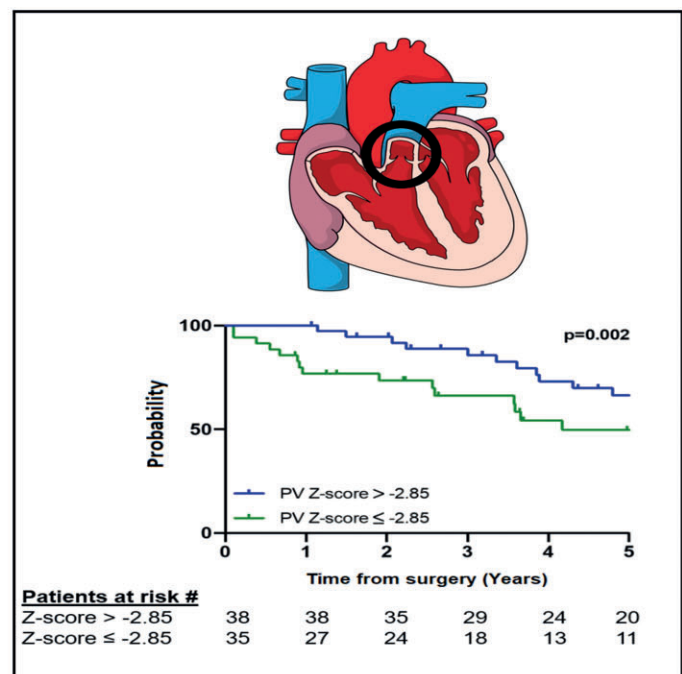 100
p=0.002
Probability
50
PV Z-score > -2.85
PV Z-score ≤ -2.85
0
0 1 2 3 4 5
Time from surgery (Years)
Patients at risk #
Z-score > -2.85 38 38 35 29 24 20
Z-score ≤ -2.85 35 27 24 18 13 11